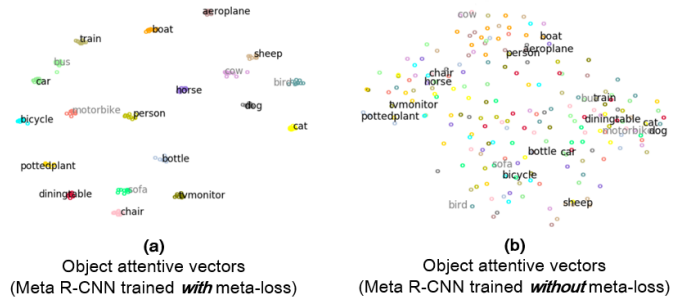 aeroplane
boat
train
sheep
bus
cow
bird
car
horse
dog
motorbike
person
bicycle
cat
bottle
pottedplant
diningtable
sofa
tvmonitor
chair
(a)
Object attentive vectors
(Meta R-CNN trained with meta-loss)
cow
boat
aeroplane
person
chair
horse
tvmonitor
bus
train
pottedplant
diningtable
cat
motorbike
dog
bottle
car
sofa
bicycle
bird
sheep
(b)
Object attentive vectors
(Meta R-CNN trained without meta-loss)